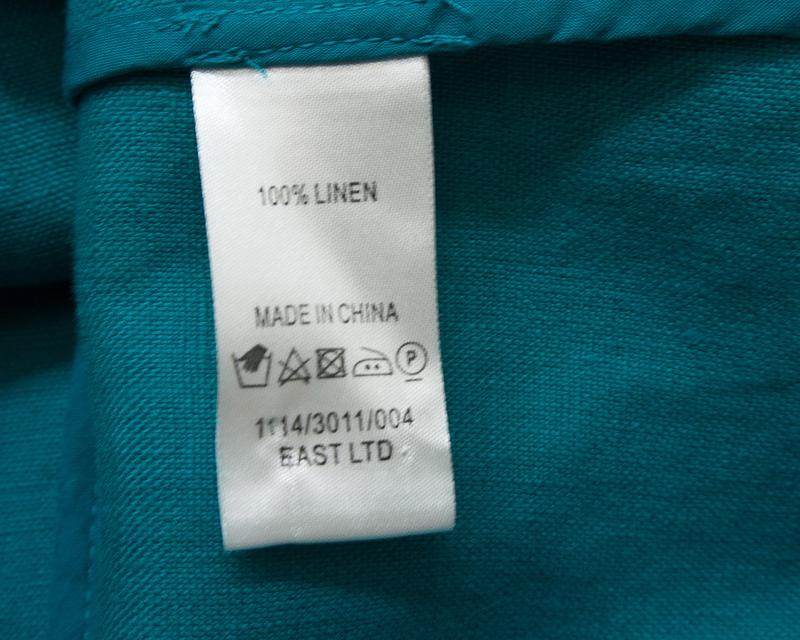 100% LINEN
MADE IN CHINA
P
1114/3011/004
EAST LTD